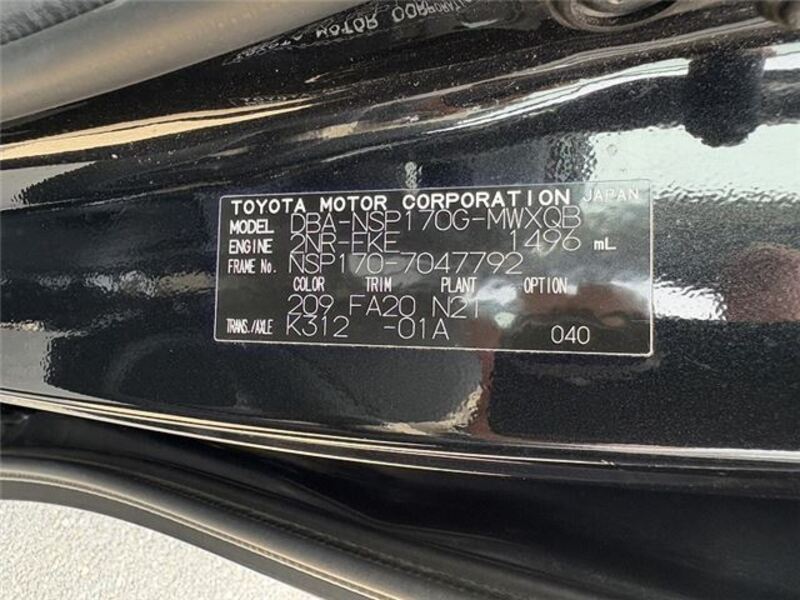 TOYOTA MOTOR CORPORATION JAPAN
MODEL DBA-NSP170G-MWXQB
ENGINE 2NR-FKE 1496 mL
FRAME No. NSP170-7047792
COLOR TRIM PLANT OPTION
209 FA20 N21
TRANS./AXLE K312 -01A 040